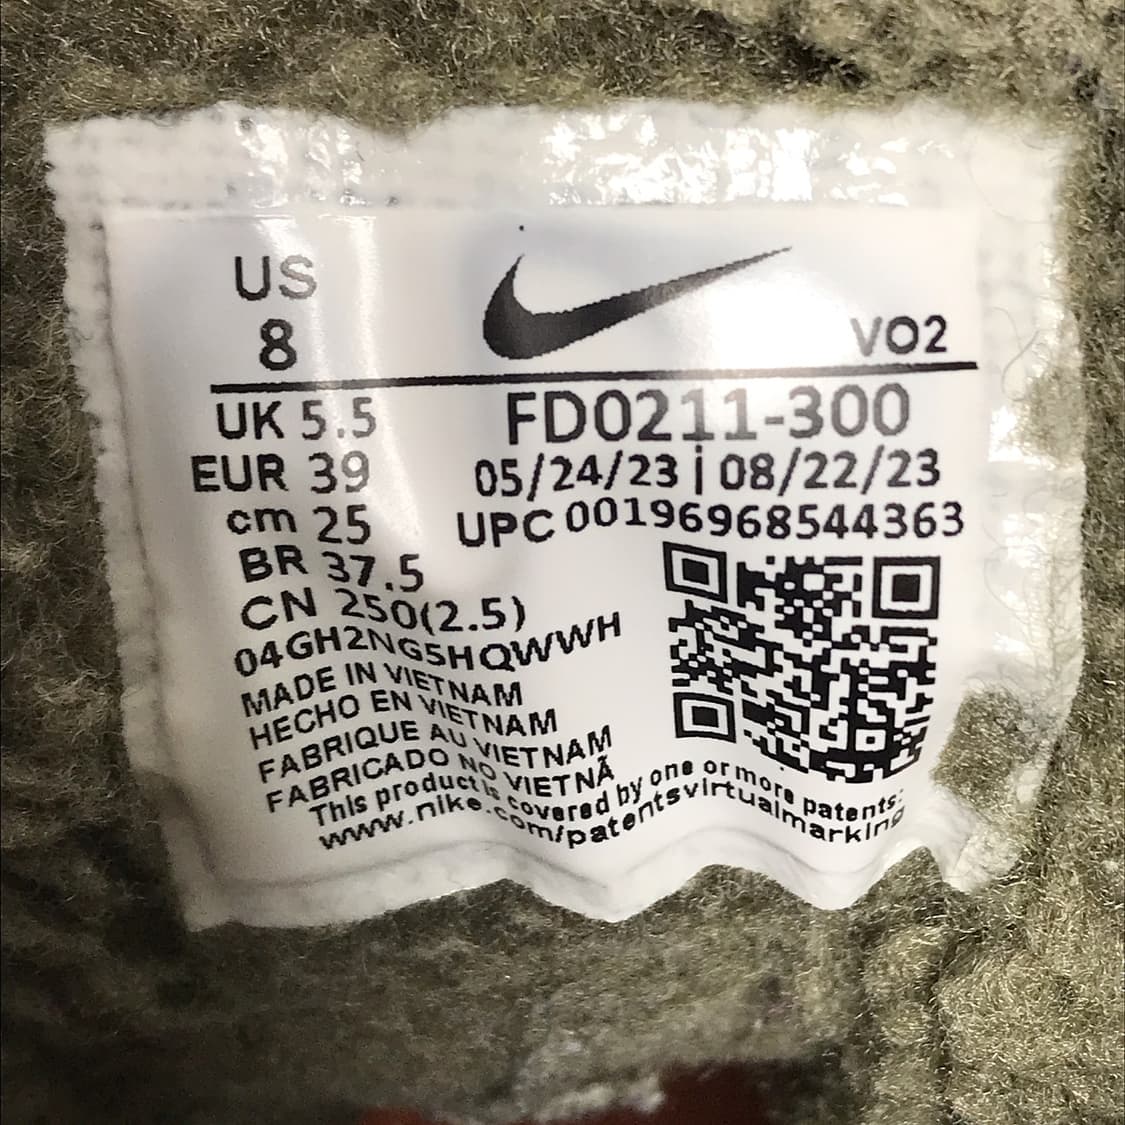 US
8
VO2
UK 5.5
EUR 39
cm 25
BR 37.5
CN 250(2.5)
FD0211-300
05/24/23 | 08/22/23
UPC 00196968544363
04GH2NG5HQWWH
MADE IN VIETNAM
HECHO EN VIETNAM
FABRIQUE AU VIETNAM
FABRICADO NO VIETNÃ
This product is covered by one or more patents:
www.nike.com/patentsvirtualmarking